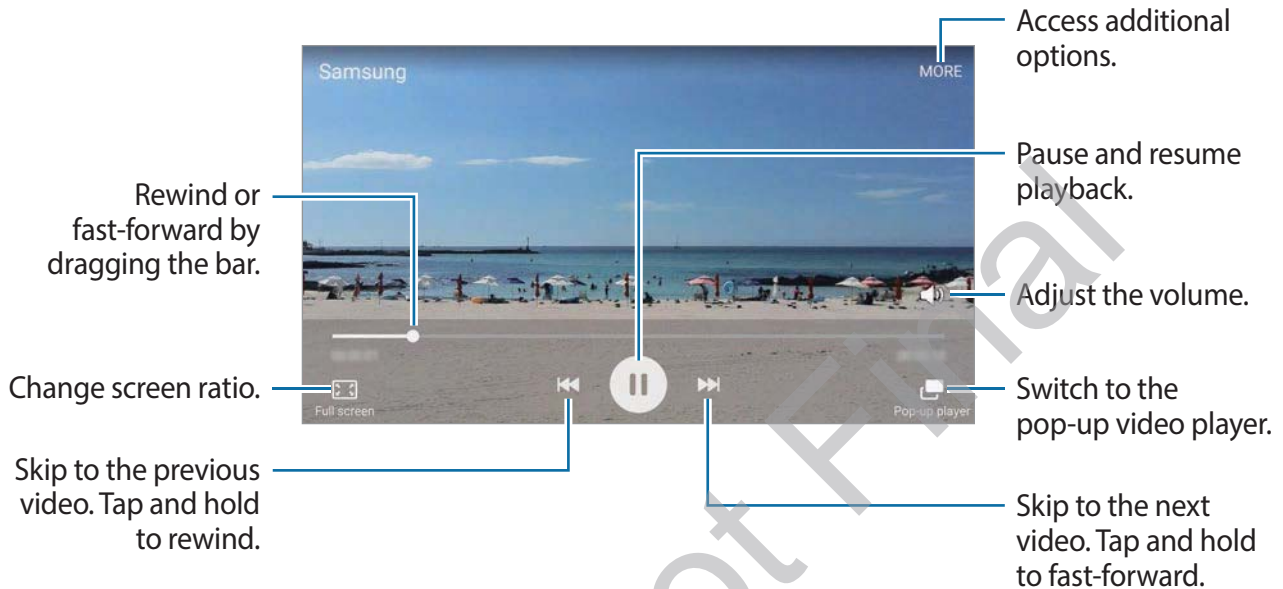 Access additional
options.
Samsung
MORE
Pause and resume
playback.
Rewind or
fast-forward by
dragging the bar.
Adjust the volume.
Change screen ratio.
Full screen
Pop-up player
Switch to the
pop-up video player.
Skip to the previous
video. Tap and hold
to rewind.
Skip to the next
video. Tap and hold
to fast-forward.
ot Final